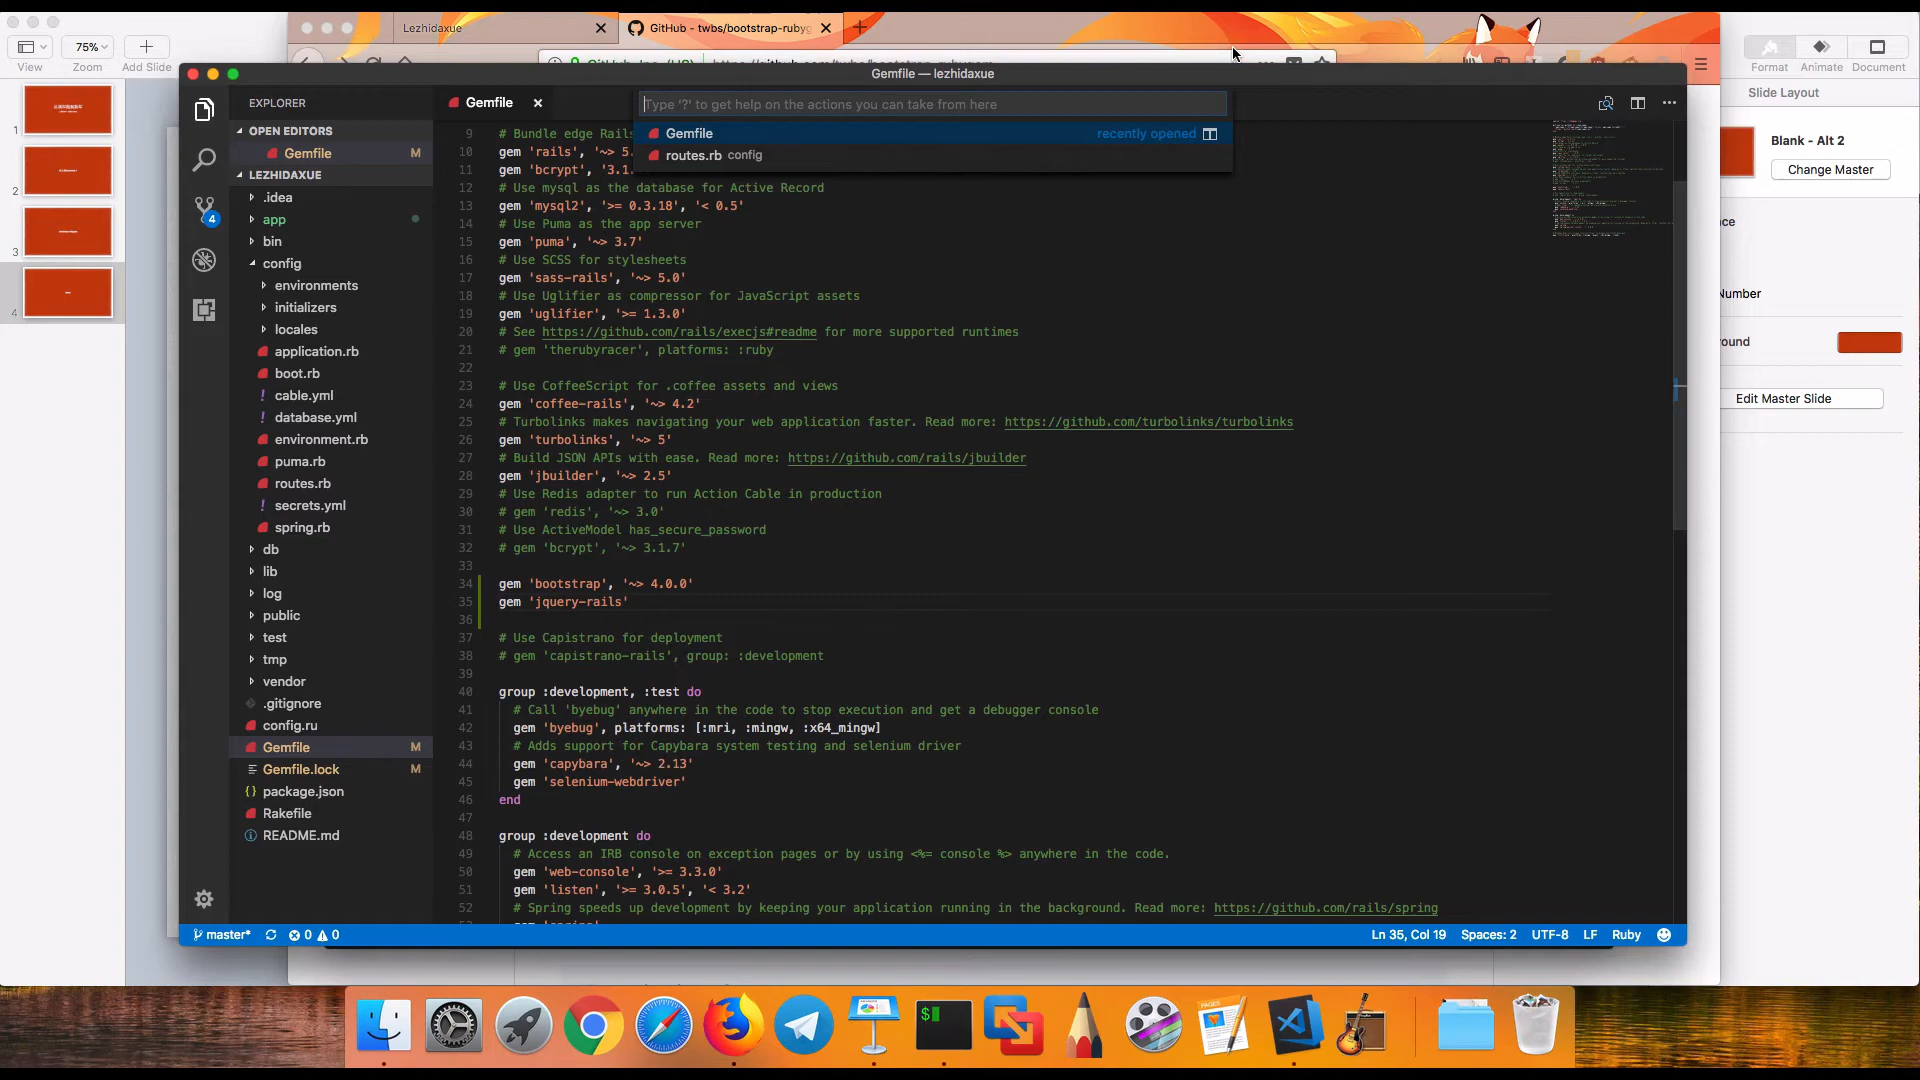 75%
View
Zoom
Add Slide
Lezhidaxue
GitHub - twbs/bootstrap-rubyg
Format
Animate
Document
Slide Layout
Blank - Alt 2
Change Master
Number
Edit Master Slide
1
2
3
4
Gemfile — lezhidaxue
EXPLORER
OPEN EDITORS
Gemfile M
LEZHIDAXUE
.idea
app
bin
config
environments
initializers
locales
application.rb
boot.rb
cable.yml
database.yml
environment.rb
puma.rb
routes.rb
secrets.yml
spring.rb
db
lib
log
public
test
tmp
vendor
.gitignore
config.ru
Gemfile M
Gemfile.lock M
package.json
Rakefile
README.md
4
Gemfile
Type '?' to get help on the actions you can take from here
Gemfile recently opened
routes.rb config
9 # Bundle edge Rails
10 gem 'rails', '~> 5.
11 gem 'bcrypt', '3.1.
12 # Use mysql as the database for Active Record
13 gem 'mysql2', '>= 0.3.18', '< 0.5'
14 # Use Puma as the app server
15 gem 'puma', '~> 3.7'
16 # Use SCSS for stylesheets
17 gem 'sass-rails', '~> 5.0'
18 # Use Uglifier as compressor for JavaScript assets
19 gem 'uglifier', '>= 1.3.0'
20 # See https://github.com/rails/execjs#readme for more supported runtimes
21 # gem 'therubyracer', platforms: :ruby
22
23 # Use CoffeeScript for .coffee assets and views
24 gem 'coffee-rails', '~> 4.2'
25 # Turbolinks makes navigating your web application faster. Read more: https://github.com/turbolinks/turbolinks
26 gem 'turbolinks', '~> 5'
27 # Build JSON APIs with ease. Read more: https://github.com/rails/jbuilder
28 gem 'jbuilder', '~> 2.5'
29 # Use Redis adapter to run Action Cable in production
30 # gem 'redis', '~> 3.0'
31 # Use ActiveModel has_secure_password
32 # gem 'bcrypt', '~> 3.1.7'
33
34 gem 'bootstrap', '~> 4.0.0'
35 gem 'jquery-rails'
36
37 # Use Capistrano for deployment
38 # gem 'capistrano-rails', group: :development
39
40 group :development, :test do
41 # Call 'byebug' anywhere in the code to stop execution and get a debugger console
42 gem 'byebug', platforms: [:mri, :mingw, :x64_mingw]
43 # Adds support for Capybara system testing and selenium driver
44 gem 'capybara', '~> 2.13'
45 gem 'selenium-webdriver'
46 end
47
48 group :development do
49 # Access an IRB console on exception pages or by using <%= console %> anywhere in the code.
50 gem 'web-console', '>= 3.3.0'
51 gem 'listen', '>= 3.0.5', '< 3.2'
52 # Spring speeds up development by keeping your application running in the background. Read more: https://github.com/rails/spring
master*
0
0
Ln 35, Col 19
Spaces: 2
UTF-8
LF
Ruby
PAGES